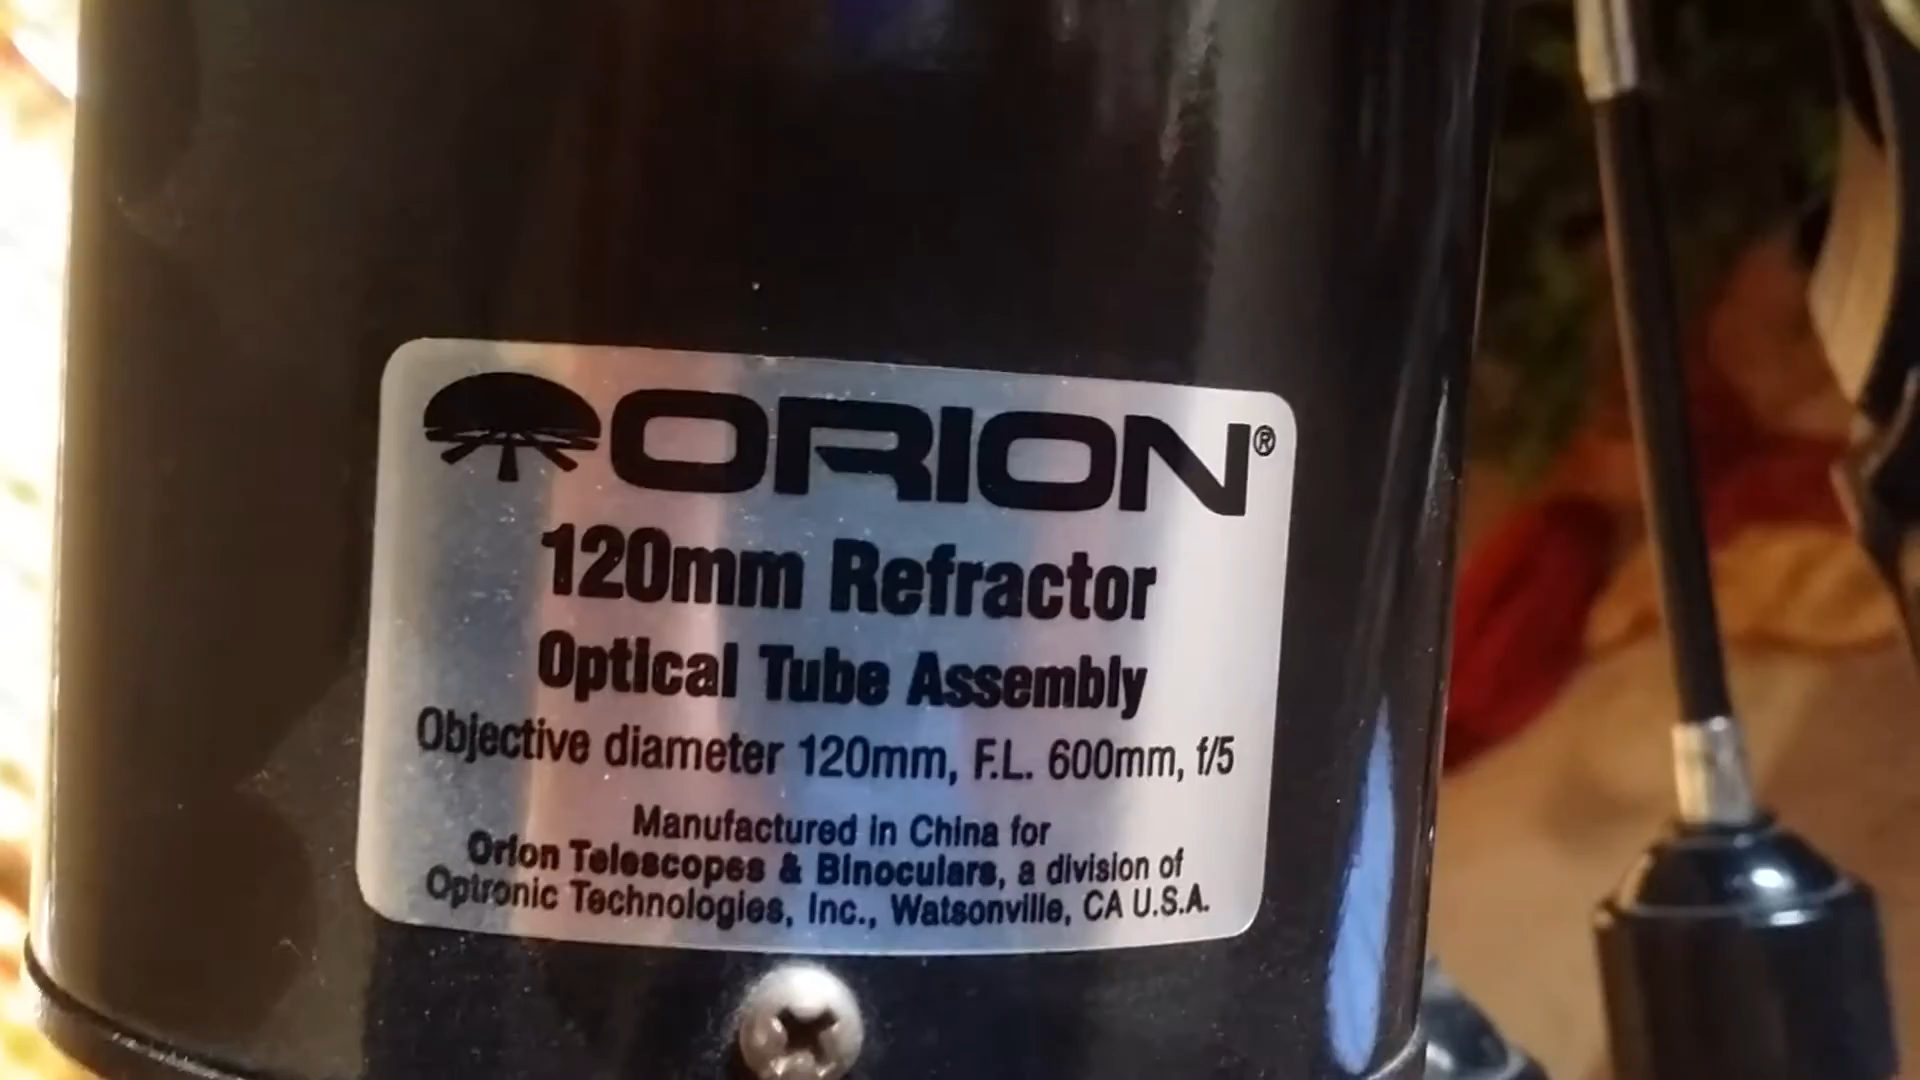 ORION®
120mm Refractor
Optical Tube Assembly
Objective diameter 120mm, F.L. 600mm, f/5
Manufactured in China for
Orion Telescopes & Binoculars, a division of
Optronic Technologies, Inc., Watsonville, CA U.S.A.